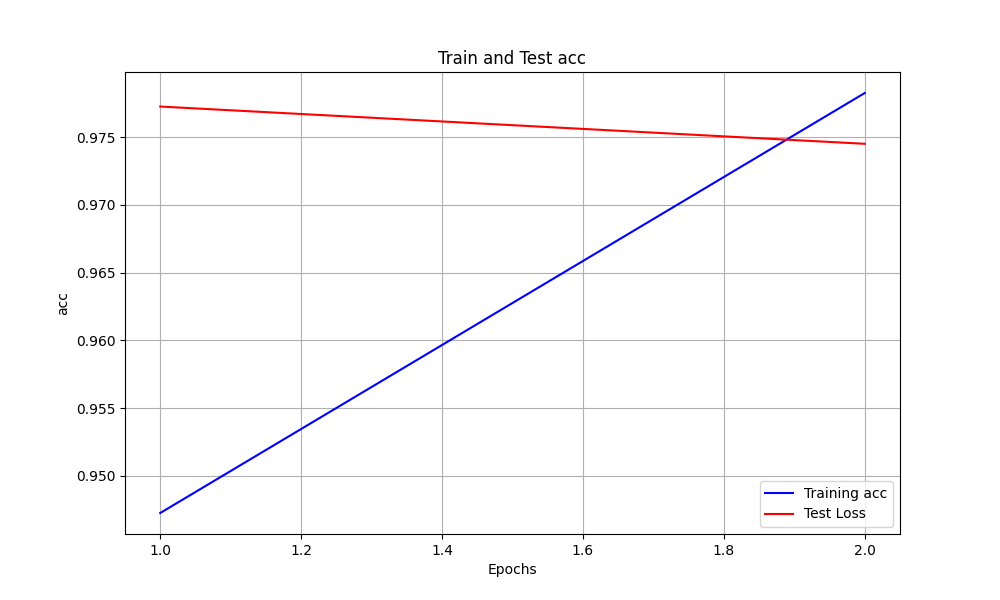 Train and Test acc
0.975
0.970
0.965
0.960
0.955
0.950
acc
1.0 1.2 1.4 1.6 1.8 2.0
Epochs
Training acc
Test Loss